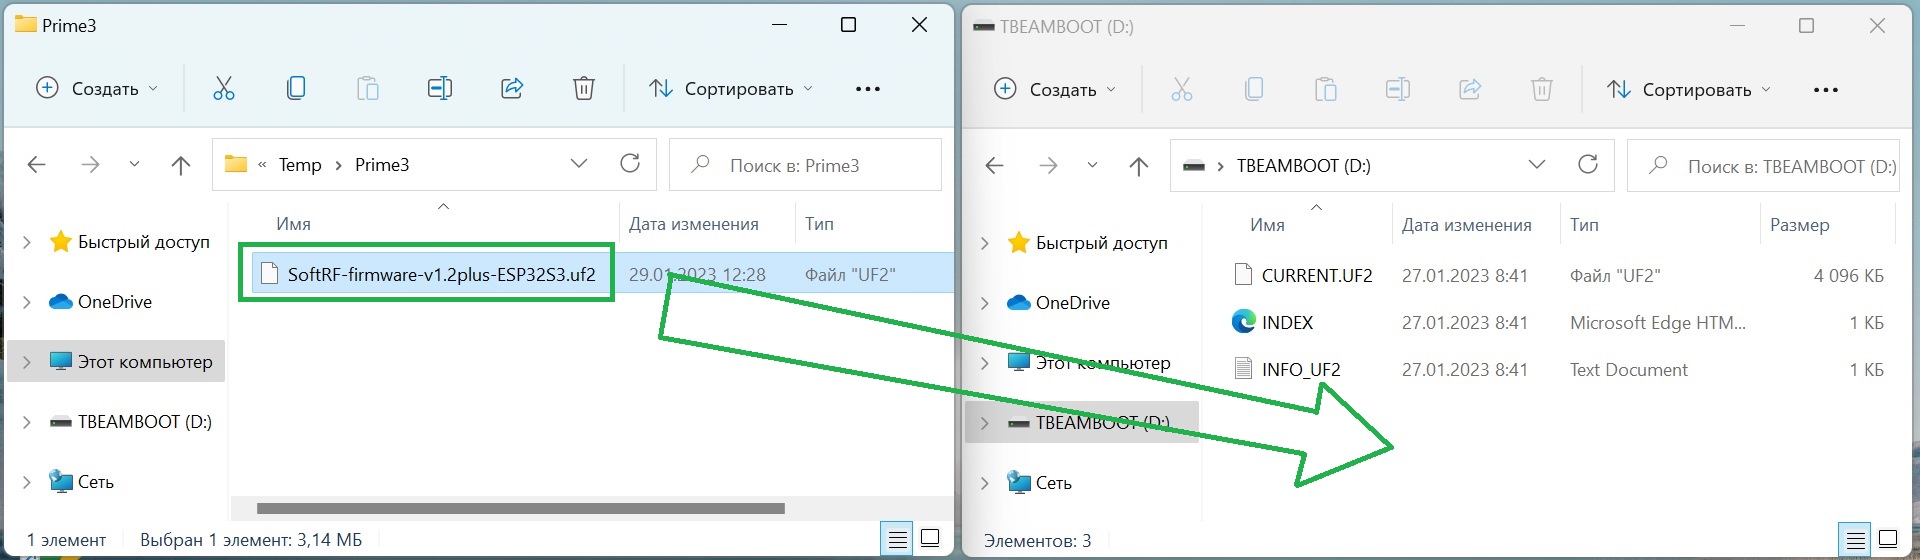 Prime3
Создать
Сортировать
«
Temp
Prime3
Поиск в: Prime3
Имя
Дата изменения
Тип
SoftRF-firmware-v1.2plus-ESP32S3.uf2
29.01.2023 12:28
Файл "UF2"
Быстрый доступ
OneDrive
Этот компьютер
TBEAMBOOT (D:)
Сеть
1 элемент
Выбран 1 элемент: 3,14 МБ
TBEAMBOOT (D:)
Создать
Сортировать
TBEAMBOOT (D:)
Поиск в: TBEAMBOOT (D:)
Имя
Дата изменения
Тип
Размер
CURRENT.UF2
27.01.2023 8:41
Файл "UF2"
4 096 КБ
INDEX
27.01.2023 8:41
Microsoft Edge HTM...
1 КБ
INFO_UF2
27.01.2023 8:41
Text Document
1 КБ
Быстрый доступ
OneDrive
Этот компьютер
TBEAMBOOT (D:)
Сеть
Элементов: 3